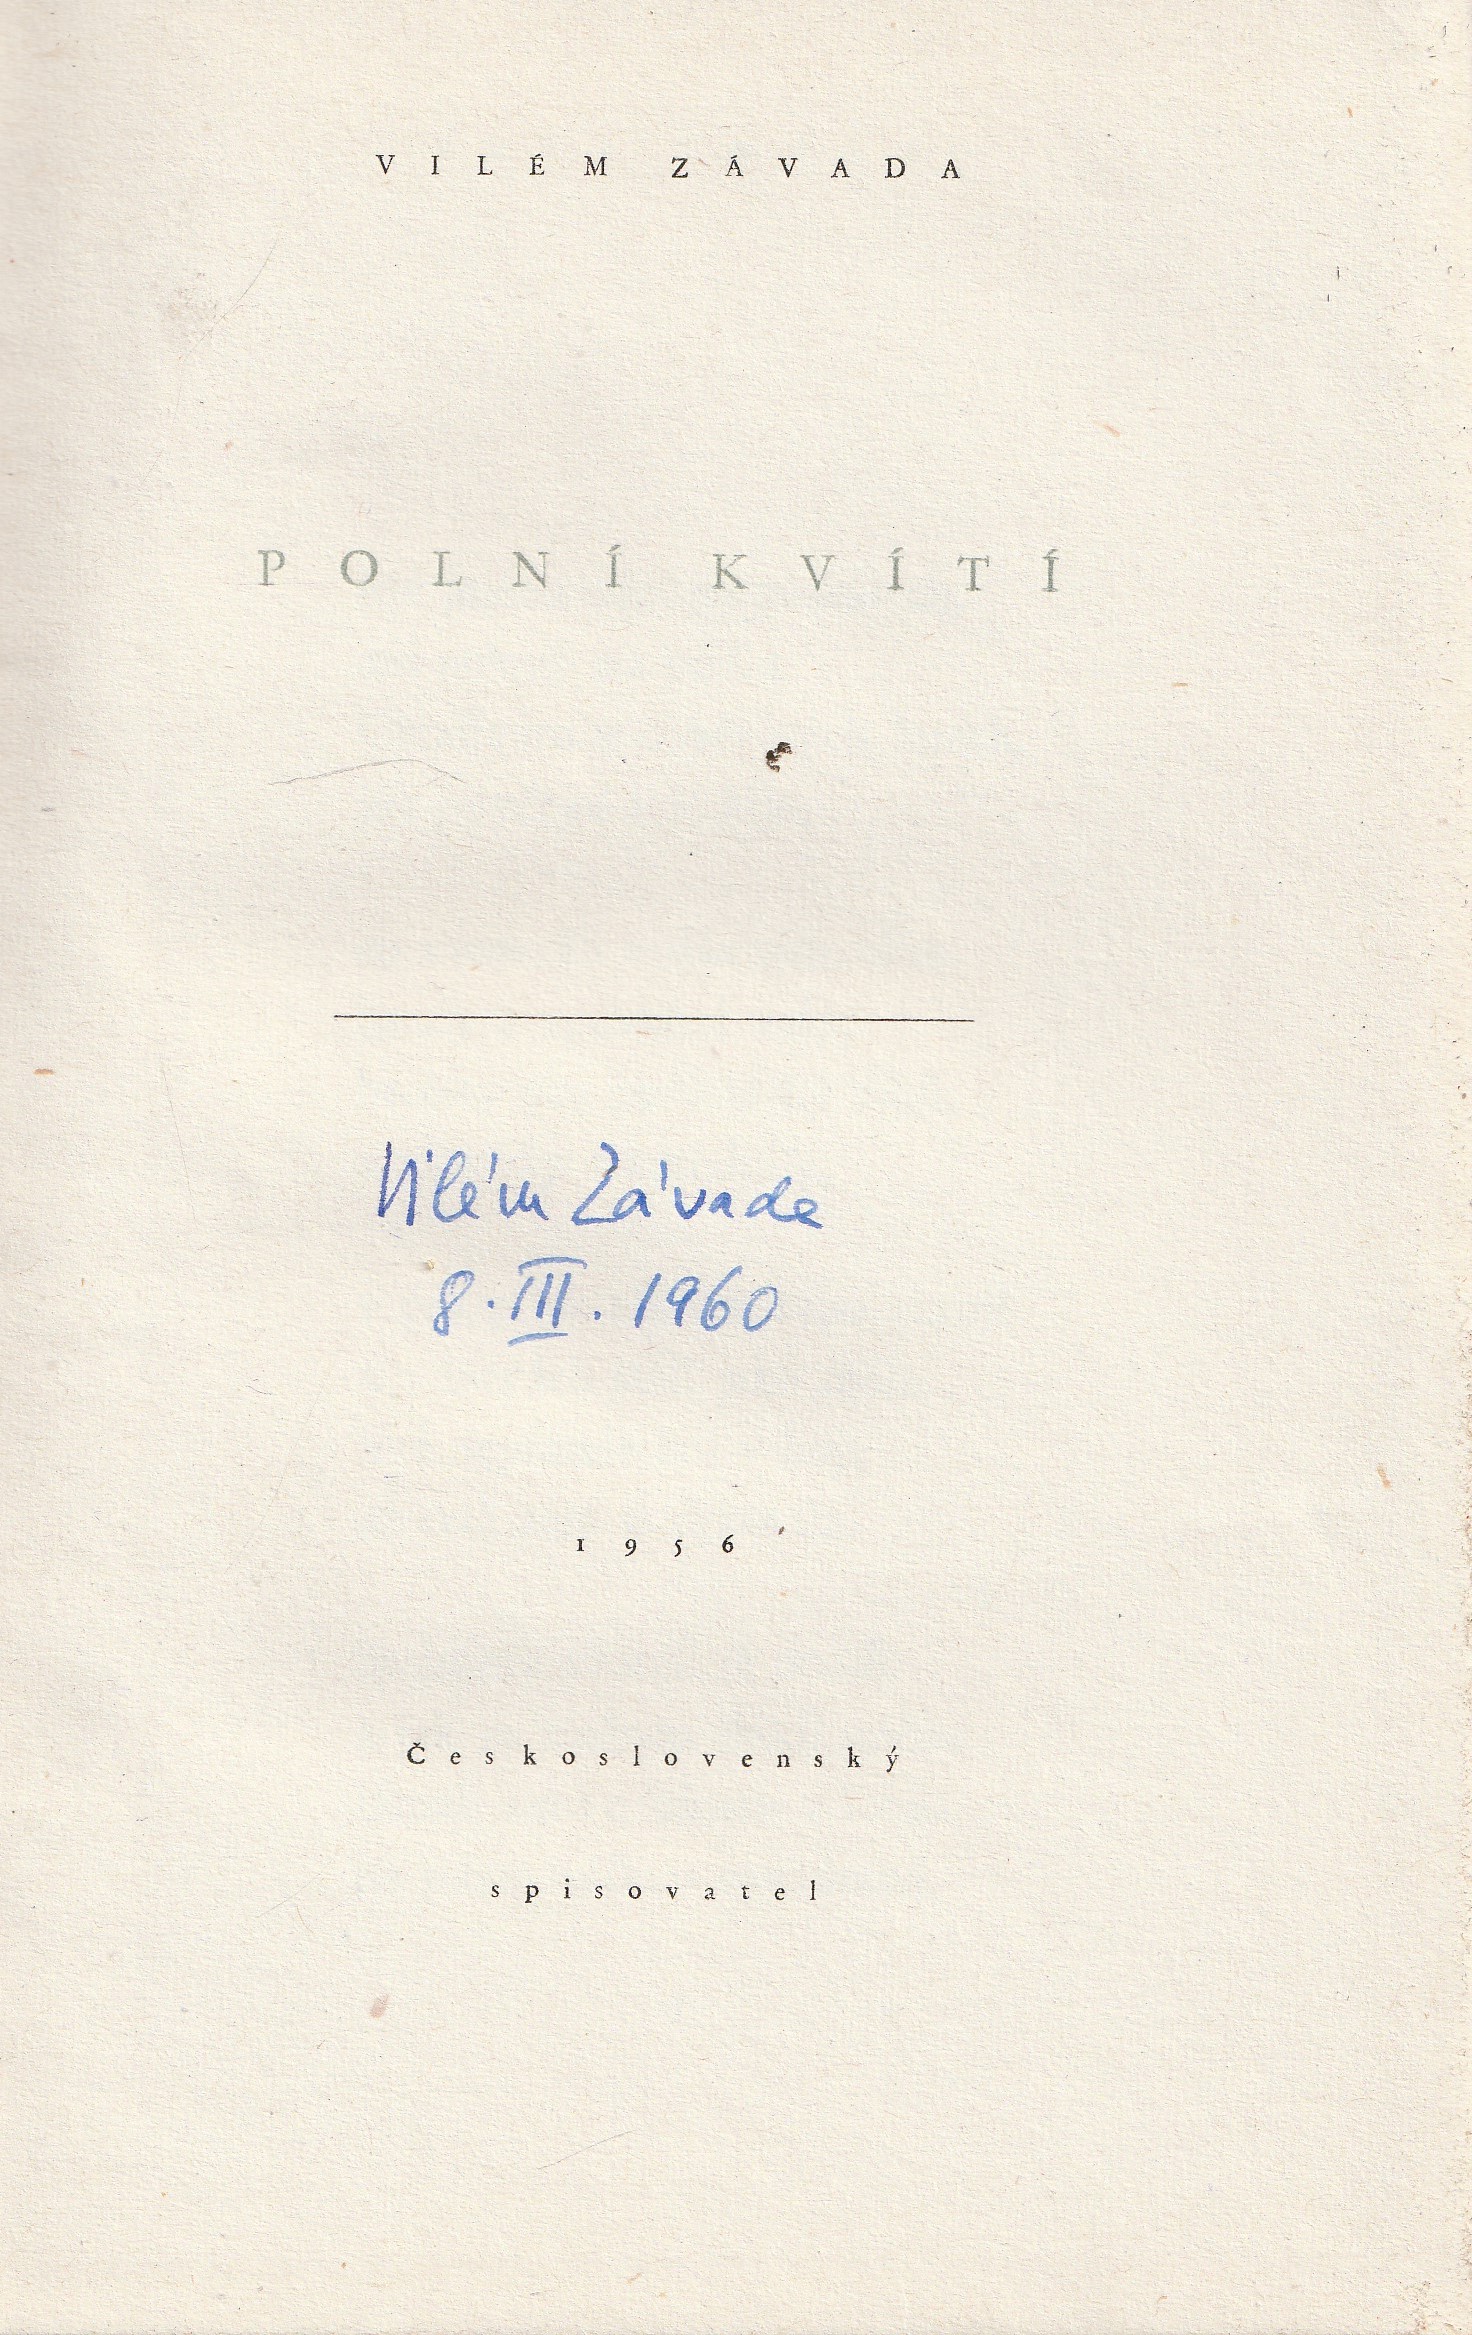 VILÉM ZÁVADA
POLNÍ KVÍTÍ
Vilém Závada
8. III. 1960
1956
Československý
spisovatel